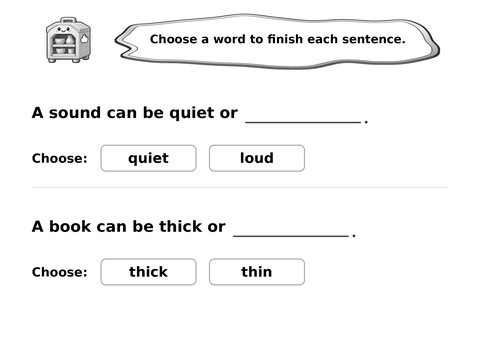 Choose a word to finish each sentence.
A sound can be quiet or ____________.
Choose: quiet loud
A book can be thick or ____________.
Choose: thick thin